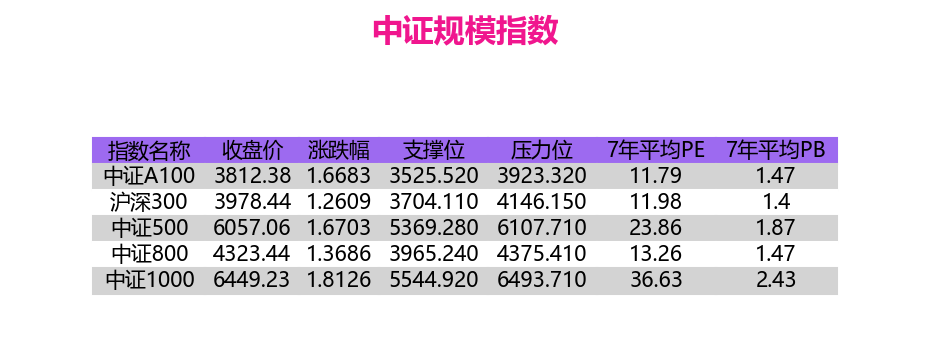 中证规模指数
指数名称 收盘价 涨跌幅 支撑位 压力位 7年平均PE 7年平均PB
中证A100 3812.38 1.6683 3525.520 3923.320 11.79 1.47
沪深300 3978.44 1.2609 3704.110 4146.150 11.98 1.4
中证500 6057.06 1.6703 5369.280 6107.710 23.86 1.87
中证800 4323.44 1.3686 3965.240 4375.410 13.26 1.47
中证1000 6449.23 1.8126 5544.920 6493.710 36.63 2.43